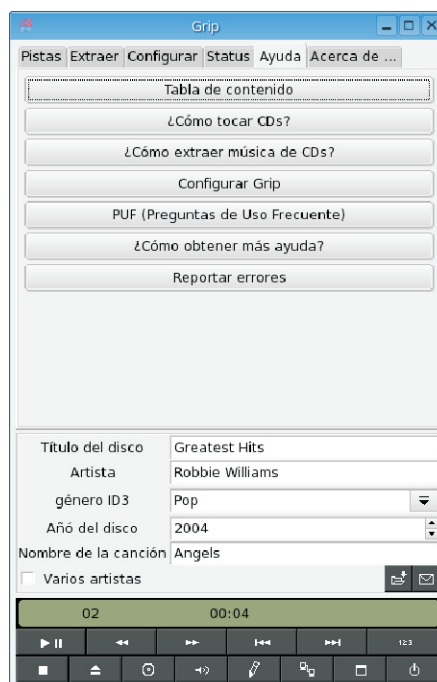 Grip
Pistas Extraer Configurar Status Ayuda Acerca de ...
Tabla de contenido
¿Cómo tocar CDs?
¿Cómo extraer música de CDs?
Configurar Grip
PUF (Preguntas de Uso Frecuente)
¿Cómo obtener más ayuda?
Reportar errores
Título del disco Greatest Hits
Artista Robbie Williams
género ID3 Pop
Añó del disco 2004
Nombre de la canción Angels
Varios artistas
02 00:04
123